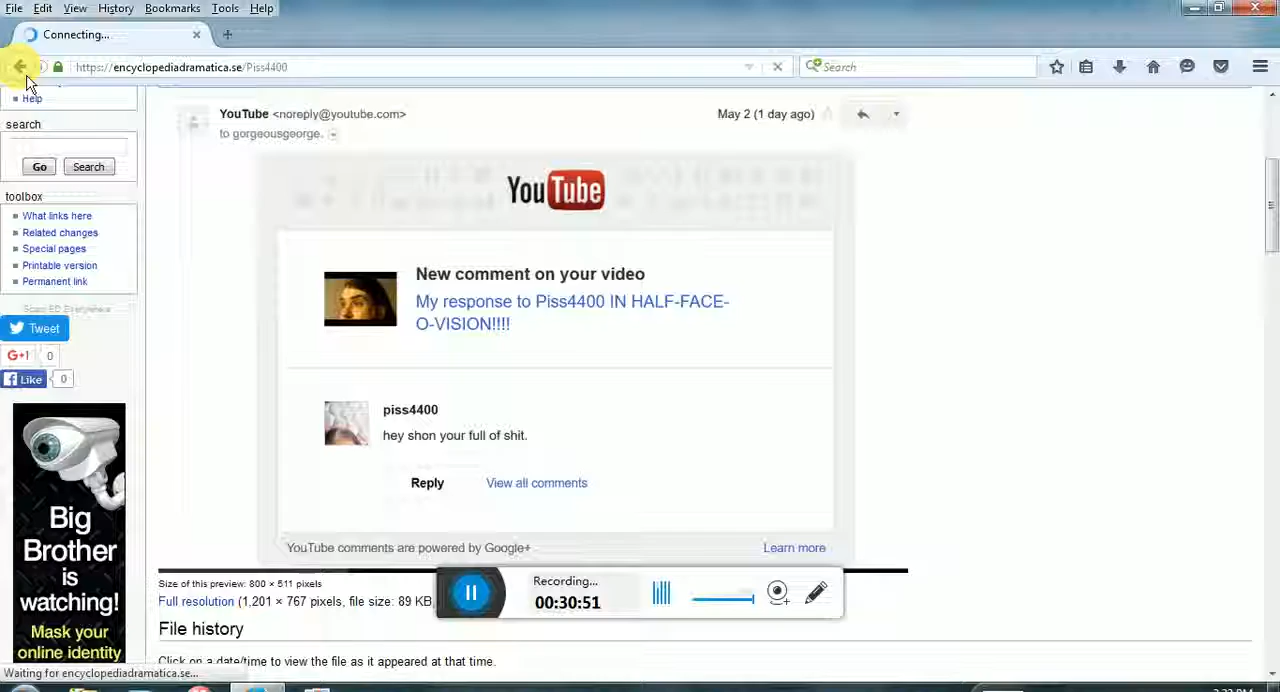 File Edit View History Bookmarks Tools Help
Connecting...
https://encyclopediadramatica.se/Piss4400
Search
Help
search
Go Search
toolbox
What links here
Related changes
Special pages
Printable version
Permanent link
Tweet
G+1 0
Like 0
Big
Brother
is
watching!
Mask your
online identity
YouTube <noreply@youtube.com>
to gorgeousgeorge.
May 2 (1 day ago)
YouTube
New comment on your video
My response to Piss4400 IN HALF-FACE-
O-VISION!!!!
piss4400
hey shon your full of shit.
Reply View all comments
YouTube comments are powered by Google+ Learn more
Size of this preview: 800 × 511 pixels
Full resolution (1,201 × 767 pixels, file size: 89 KB,
File history
Click on a date/time to view the file as it appeared at that time.
Recording...
00:30:51
Waiting for encyclopediadramatica.se...